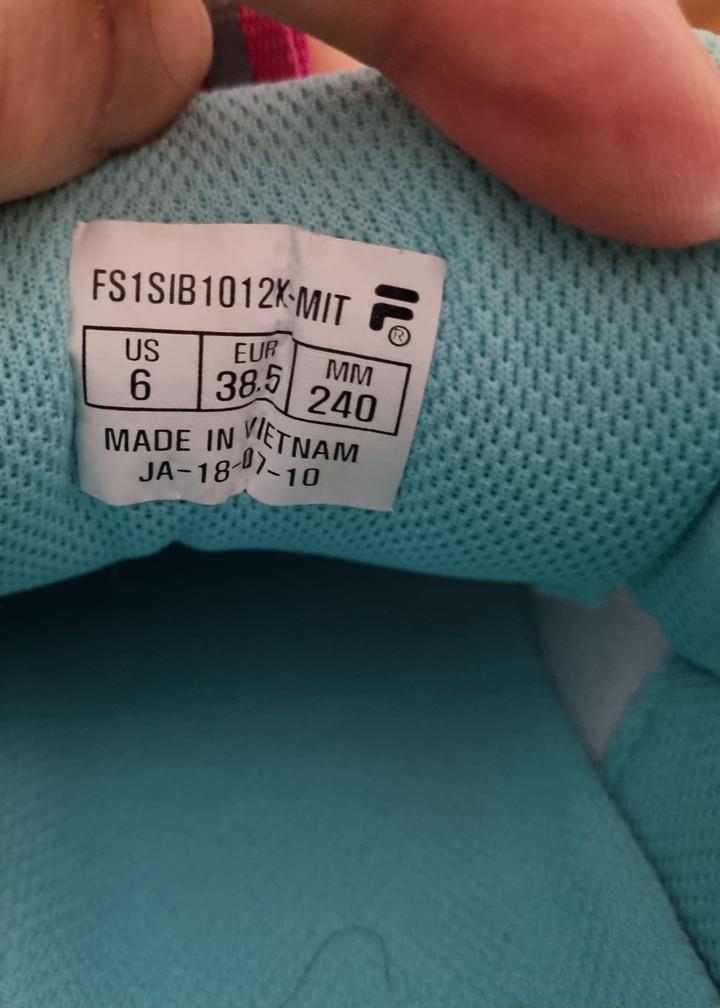 FS1SIB1012K-MIT
US EUR MM
6 38.5 240
MADE IN VIETNAM
JA-18-07-10